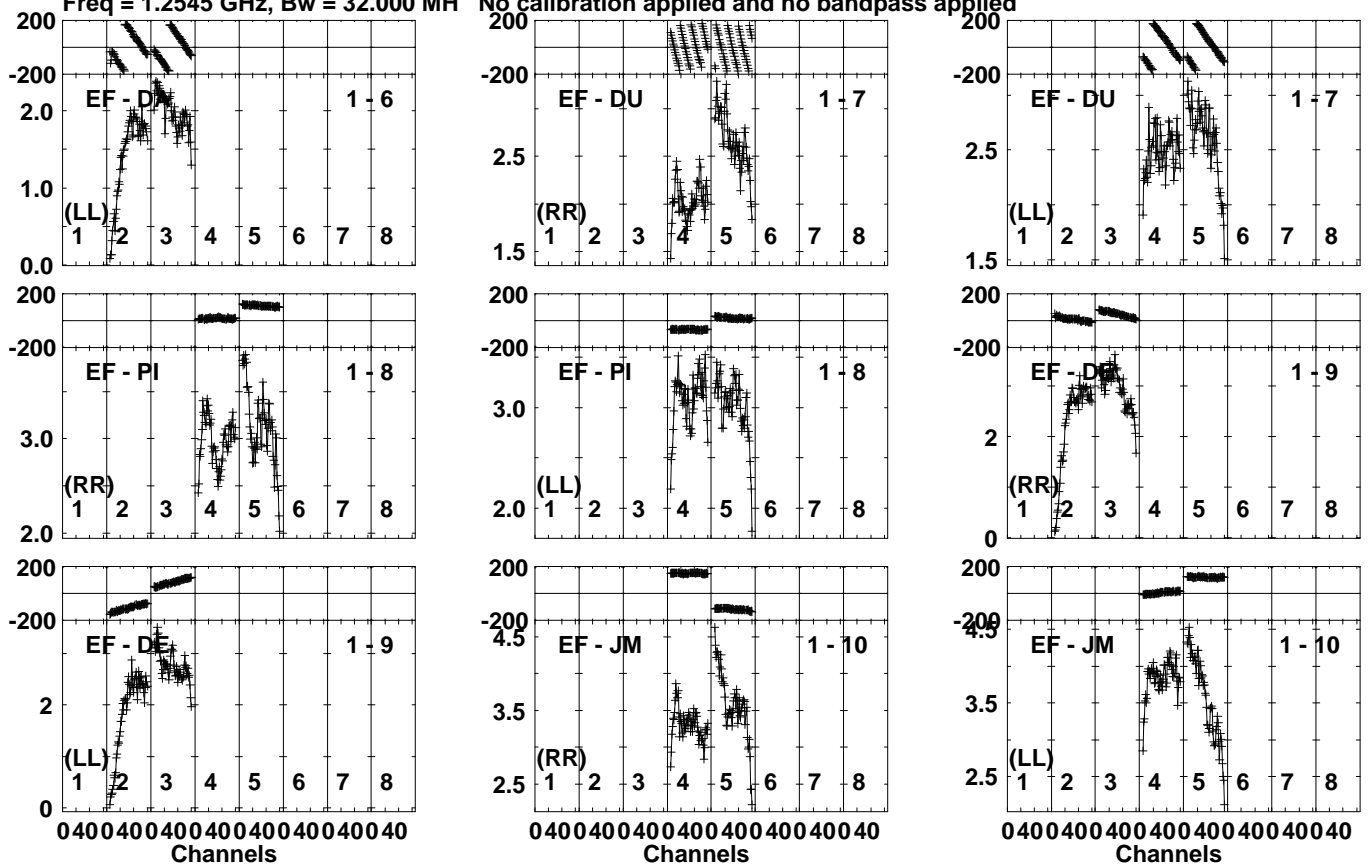 Freq = 1.2545 GHz, Bw = 32.000 MH No calibration applied and no bandpass applied
200 200 200
-200 -200 -200
EF - DA 1 - 6 EF - DU 1 - 7 EF - DU 1 - 7
2.0 2.5 2.5
1.0
(LL) (RR) (LL)
1 2 3 4 5 6 7 8 1 2 3 4 5 6 7 8 1 2 3 4 5 6 7 8
0.0 1.5 1.5
200 200 200
-200 -200 -200
EF - PI 1 - 8 EF - PI 1 - 8 EF - DE 1 - 9
3.0 3.0 2
(RR) (LL) (RR)
1 2 3 4 5 6 7 8 1 2 3 4 5 6 7 8 1 2 3 4 5 6 7 8
2.0 2.0 0
200 200 200
-200 -200 -200
EF - DE 1 - 9 EF - JM 1 - 10 EF - JM 1 - 10
4.5 4.5
2 3.5 3.5
(LL) (RR) (LL)
1 2 3 4 5 6 7 8 1 2 3 4 5 6 7 8 1 2 3 4 5 6 7 8
0 2.5 2.5
0 40 0 40 0 40 0 40 0 40 0 40 0 40 0 40 0 40 0 40 0 40 0 40 0 40 0 40 0 40 0 40 0 40 0 40 0 40 0 40 0 40 0 40 0 40 0 40
Channels Channels Channels